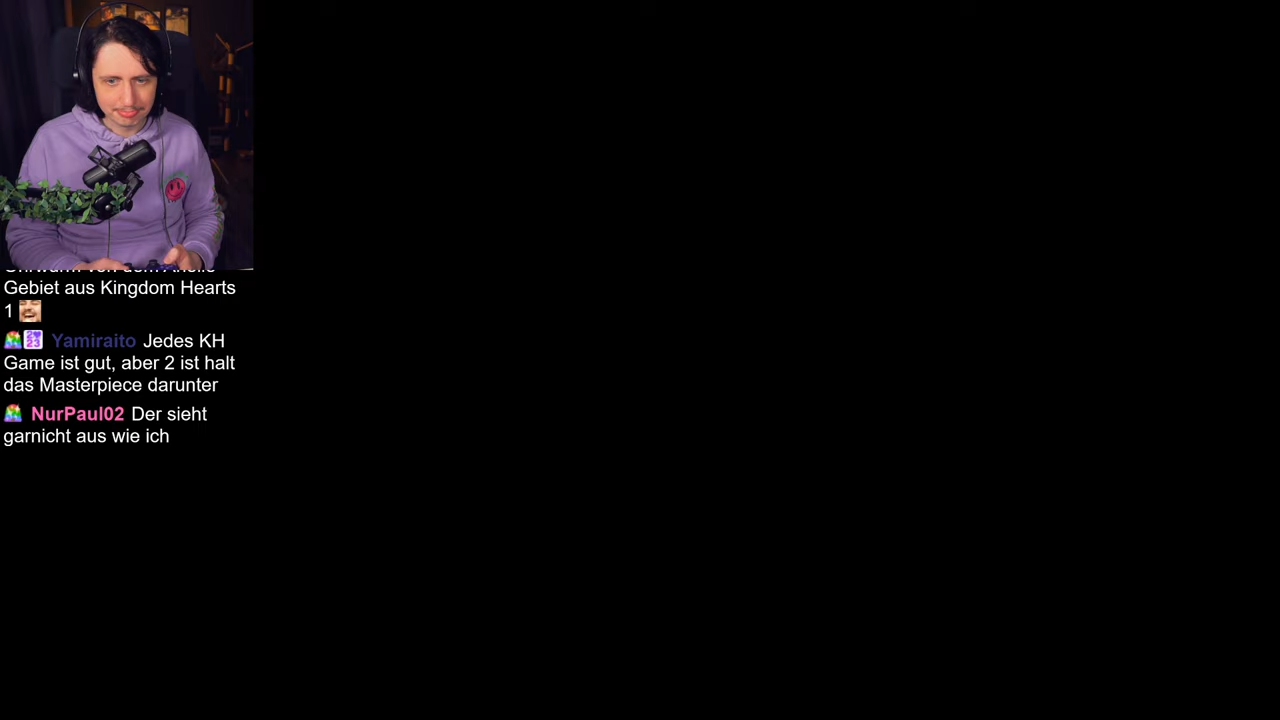 Gebiet aus Kingdom Hearts
1
Yamiraito Jedes KH
Game ist gut, aber 2 ist halt
das Masterpiece darunter
NurPaul02 Der sieht
garnicht aus wie ich